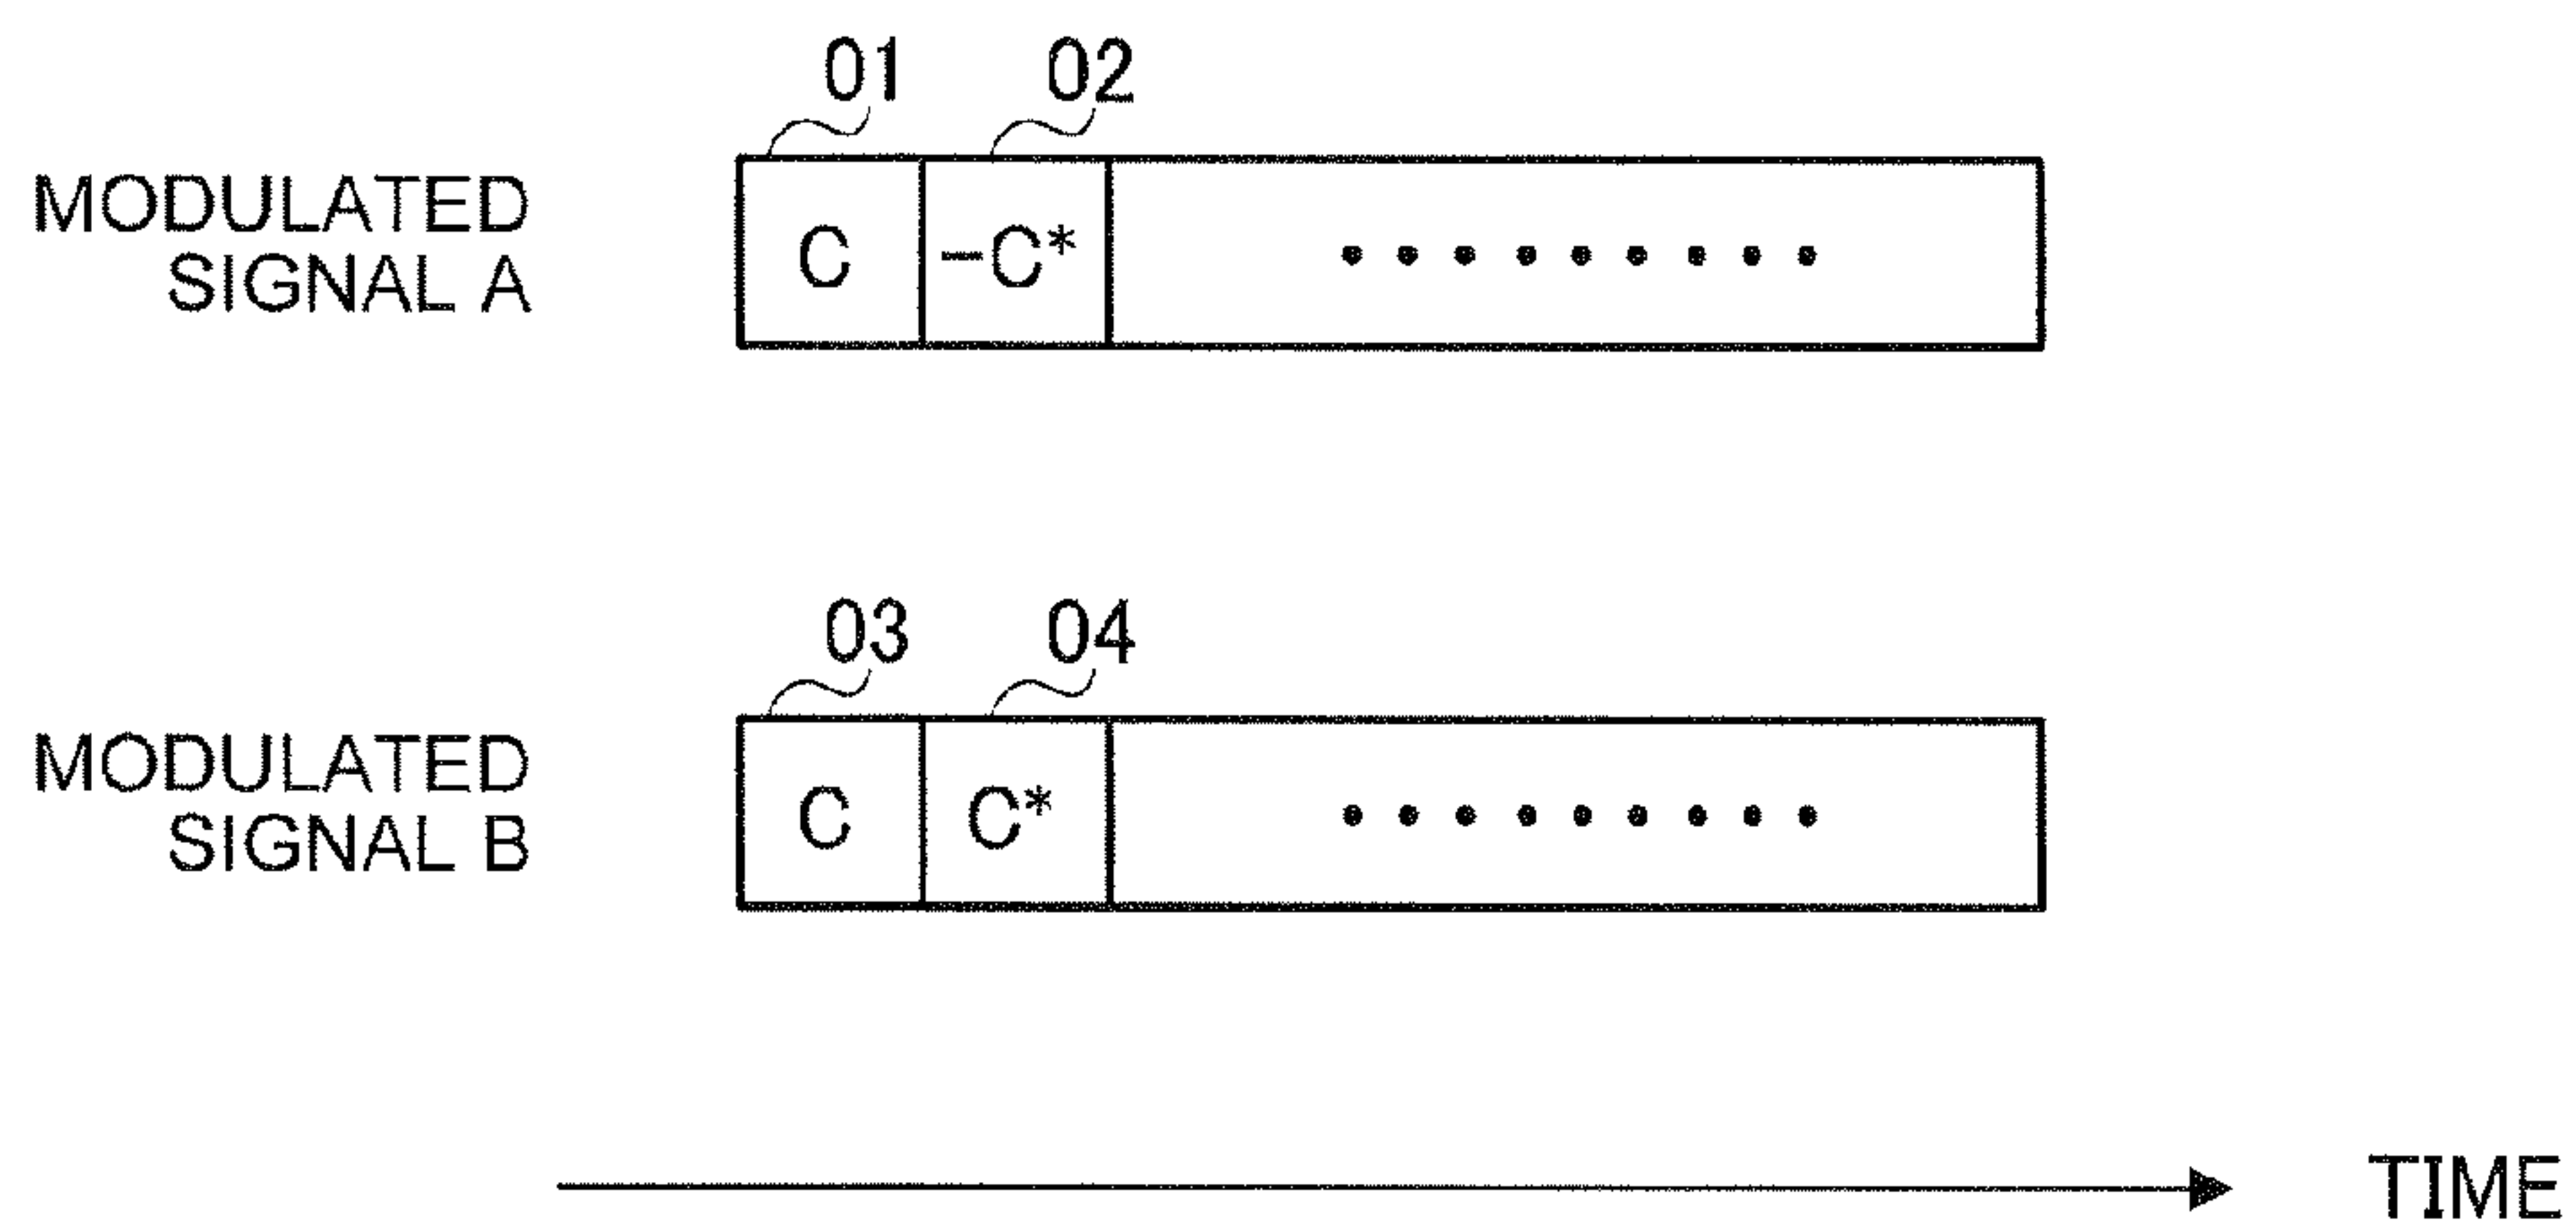 01 02
MODULATED
SIGNAL A
C -C*
03 04
MODULATED
SIGNAL B
C C*
TIME